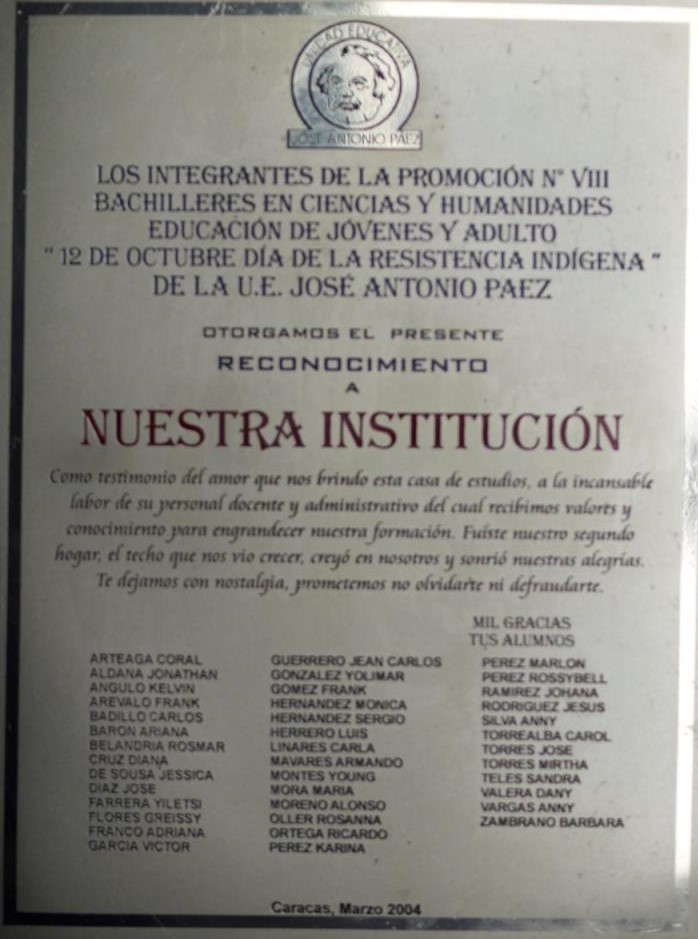 UNIDAD EDUCATIVA
JOSÉ ANTONIO PAEZ
LOS INTEGRANTES DE LA PROMOCIÓN N° VIII
BACHILLERES EN CIENCIAS Y HUMANIDADES
EDUCACIÓN DE JÓVENES Y ADULTO
" 12 DE OCTUBRE DÍA DE LA RESISTENCIA INDÍGENA "
DE LA U.E. JOSÉ ANTONIO PAEZ
OTORGAMOS EL PRESENTE
RECONOCIMIENTO
A
NUESTRA INSTITUCIÓN
Como testimonio del amor que nos brindo esta casa de estudios, a la incansable
labor de su personal docente y administrativo del cual recibimos valores y
conocimiento para engrandecer nuestra formación. Fuiste nuestro segundo
hogar, el techo que nos vio crecer, creyó en nosotros y sonrió nuestras alegrías.
Te dejamos con nostalgia, prometemos no olvidarte ni defraudarte.
MIL GRACIAS
TUS ALUMNOS
ARTEAGA CORAL
ALDANA JONATHAN
ANGULO KELVIN
AREVALO FRANK
BADILLO CARLOS
BARON ARIANA
BELANDRIA ROSMAR
CRUZ DIANA
DE SOUSA JESSICA
DIAZ JOSE
FARRERA YILETSI
FLORES GREISSY
FRANCO ADRIANA
GARCIA VICTOR
GUERRERO JEAN CARLOS
GONZALEZ YOLIMAR
GOMEZ FRANK
HERNANDEZ MONICA
HERNANDEZ SERGIO
HERRERO LUIS
LINARES CARLA
MAVARES ARMANDO
MONTES YOUNG
MORA MARIA
MORENO ALONSO
OLLER ROSANNA
ORTEGA RICARDO
PEREZ KARINA
PEREZ MARLON
PEREZ ROSSYBELL
RAMIREZ JOHANA
RODRIGUEZ JESUS
SILVA ANNY
TORREALBA CAROL
TORRES JOSE
TORRES MIRTHA
TELES SANDRA
VALERA DANY
VARGAS ANNY
ZAMBRANO BARBARA
Caracas, Marzo 2004